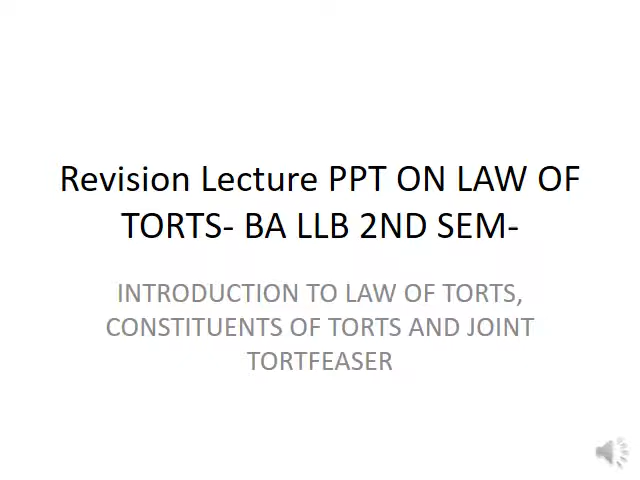 Revision Lecture PPT ON LAW OF
TORTS- BA LLB 2ND SEM-
INTRODUCTION TO LAW OF TORTS,
CONSTITUENTS OF TORTS AND JOINT
TORTFEASER